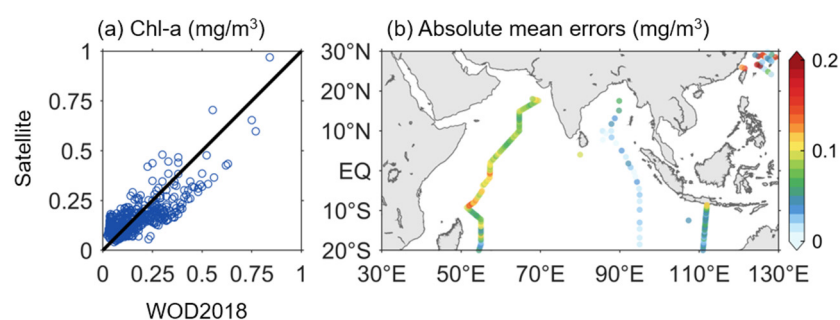 (a) Chl-a (mg/m³)
1
0.75
0.5
0.25
0
Satellite
0 0.25 0.5 0.75 1
WOD2018
(b) Absolute mean errors (mg/m³)
30°N
20°N
10°N
EQ
10°S
20°S
30°E 50°E 70°E 90°E 110°E 130°E
0.2
0.1
0